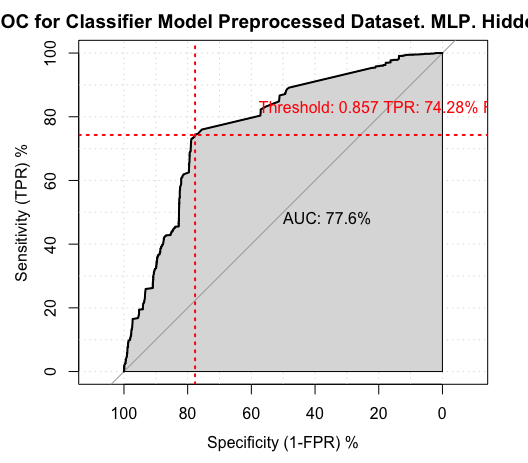 OC for Classifier Model Preprocessed Dataset. MLP. Hidde
100
80
60
40
20
0
Sensitivity (TPR) %
Threshold: 0.857 TPR: 74.28% F
AUC: 77.6%
100 80 60 40 20 0
Specificity (1-FPR) %